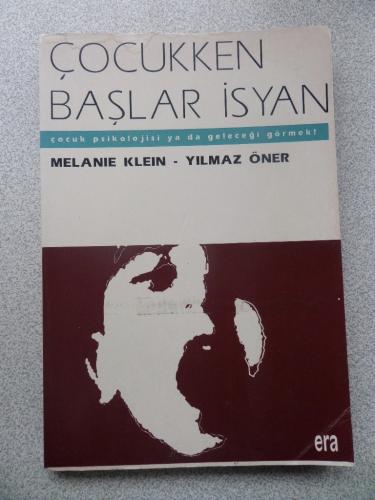 ÇOCUKKEN
BAŞLAR İSYAN
çocuk psikolojisi ya da geleceği görmek!
MELANIE KLEIN - YILMAZ ÖNER
era